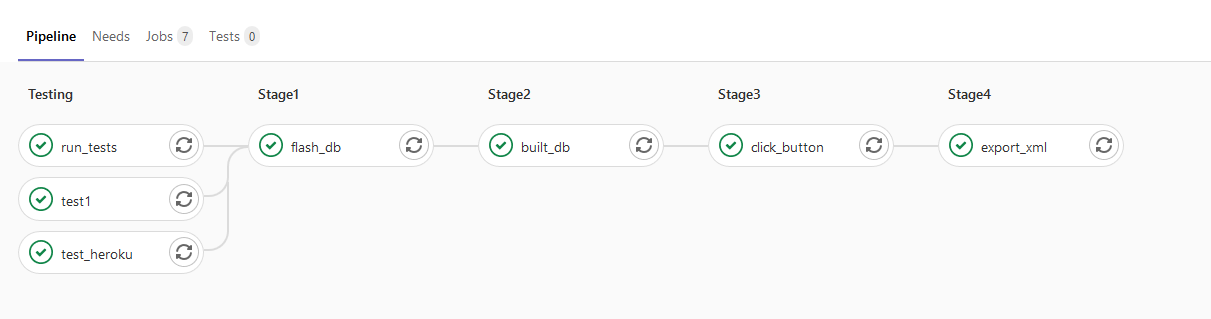 Pipeline Needs Jobs 7 Tests 0
Testing Stage1 Stage2 Stage3 Stage4
run_tests flash_db built_db click_button export_xml
test1
test_heroku